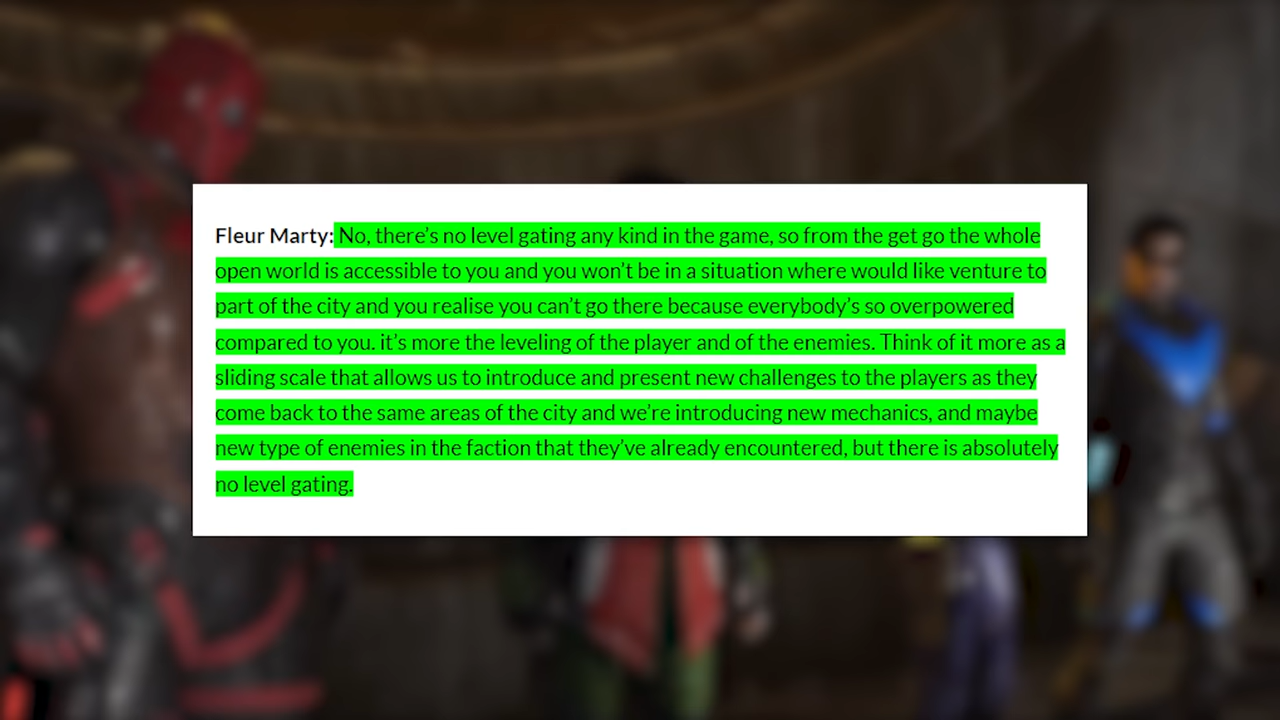 Fleur Marty: No, there’s no level gating any kind in the game, so from the get go the whole
open world is accessible to you and you won’t be in a situation where would like venture to
part of the city and you realise you can’t go there because everybody’s so overpowered
compared to you. it’s more the leveling of the player and of the enemies. Think of it more as a
sliding scale that allows us to introduce and present new challenges to the players as they
come back to the same areas of the city and we’re introducing new mechanics, and maybe
new type of enemies in the faction that they’ve already encountered, but there is absolutely
no level gating.